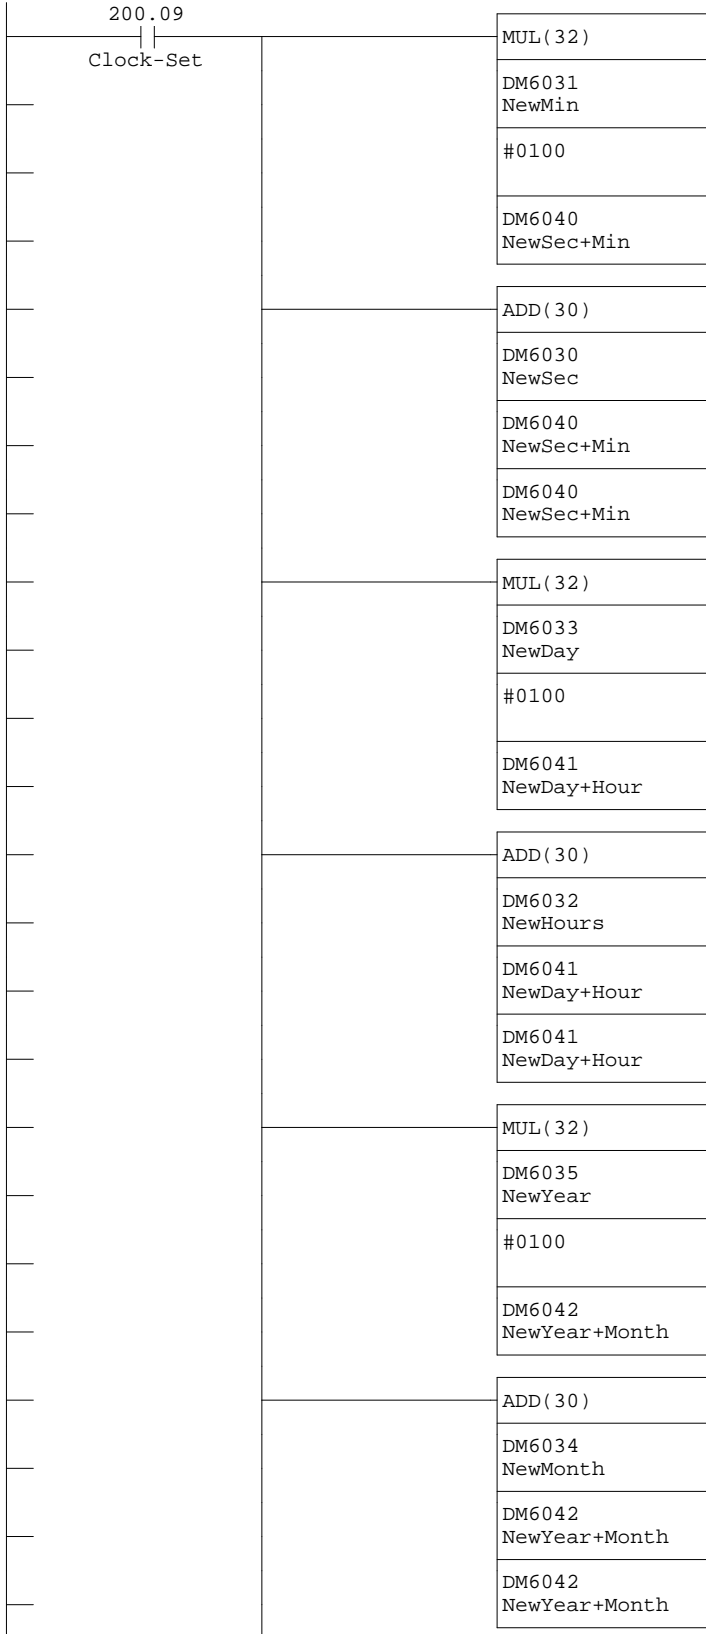 200.09
Clock-Set
MUL(32)
DM6031
NewMin
#0100
DM6040
NewSec+Min
ADD(30)
DM6030
NewSec
DM6040
NewSec+Min
DM6040
NewSec+Min
MUL(32)
DM6033
NewDay
#0100
DM6041
NewDay+Hour
ADD(30)
DM6032
NewHours
DM6041
NewDay+Hour
DM6041
NewDay+Hour
MUL(32)
DM6035
NewYear
#0100
DM6042
NewYear+Month
ADD(30)
DM6034
NewMonth
DM6042
NewYear+Month
DM6042
NewYear+Month